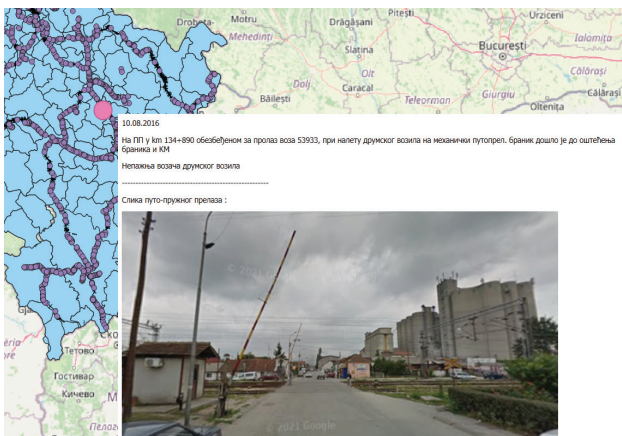 Drobeta-
Motru
Drăgășani
Pitești
Urziceni
Mehedinți
Slatina
București
Ialomița
Olt
Dolj
Caracal
Călărași
Băilești
Teleorman
Giurgiu
Călărași
Oltenița
10.08.2016
На ПП у km 134+890 обезбеђеном за пролаз воза 53933, при налету друмског возила на механички путопрел. браник дошло је до оштећења
браника и КМ
Непажња возача друмског возила
Слика путо-пружног прелаза :
© 2021 Google
Тетово
Гостивар
Кичево
© 2021 Google